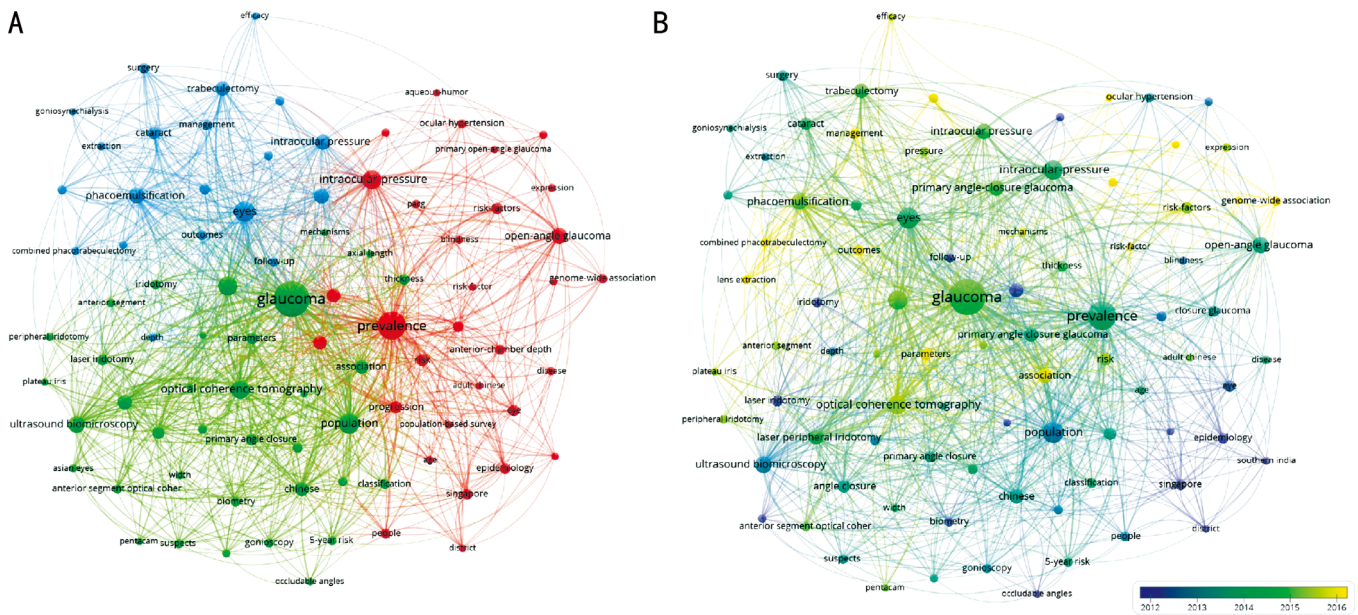 A
efficacy
surgery
trabeculectomy
aqueous-humor
goniosynechialysis
management
ocular hypertension
cataract
intraocular pressure
extraction
primary open-angle glaucoma
intraocular-pressure
phacoemulsification
expression
eyes
pacg
risk-factors
mechanisms
outcomes
blindness
open-angle glaucoma
combined phacotrabeculectomy
axial-length
follow-up
thickness
genome-wide association
iridotomy
risk-factor
glaucoma
anterior segment
prevalence
peripheral iridotomy
depth
parameters
anterior-chamber depth
laser iridotomy
risk
association
disease
plateau iris
adult chinese
optical coherence tomography
progression
eye
ultrasound biomicroscopy
population
population-based survey
primary angle closure
age
asian eyes
epidemiology
width
anterior segment optical coher
chinese
classification
singapore
biometry
people
pentacam
suspects
gonioscopy
5-year risk
district
occludable angles
B
efficacy
surgery
trabeculectomy
ocular hypertension
goniosynechialysis
cataract
management
intraocular pressure
pressure
expression
extraction
intraocular-pressure
primary angle-closure glaucoma
phacoemulsification
risk-factors
genome-wide association
eyes
mechanisms
combined phacotrabeculectomy
outcomes
risk-factor
open-angle glaucoma
follow-up
blindness
lens extraction
thickness
iridotomy
glaucoma
prevalence
closure glaucoma
primary angle closure glaucoma
anterior segment
depth
parameters
risk
adult chinese
disease
plateau iris
association
age
eye
laser iridotomy
optical coherence tomography
peripheral iridotomy
laser peripheral iridotomy
population
epidemiology
ultrasound biomicroscopy
primary angle closure
southern india
angle closure
classification
singapore
chinese
width
anterior segment optical coher
biometry
people
district
suspects
gonioscopy
5-year risk
pentacam
occludable angles
2012 2013 2014 2015 2016